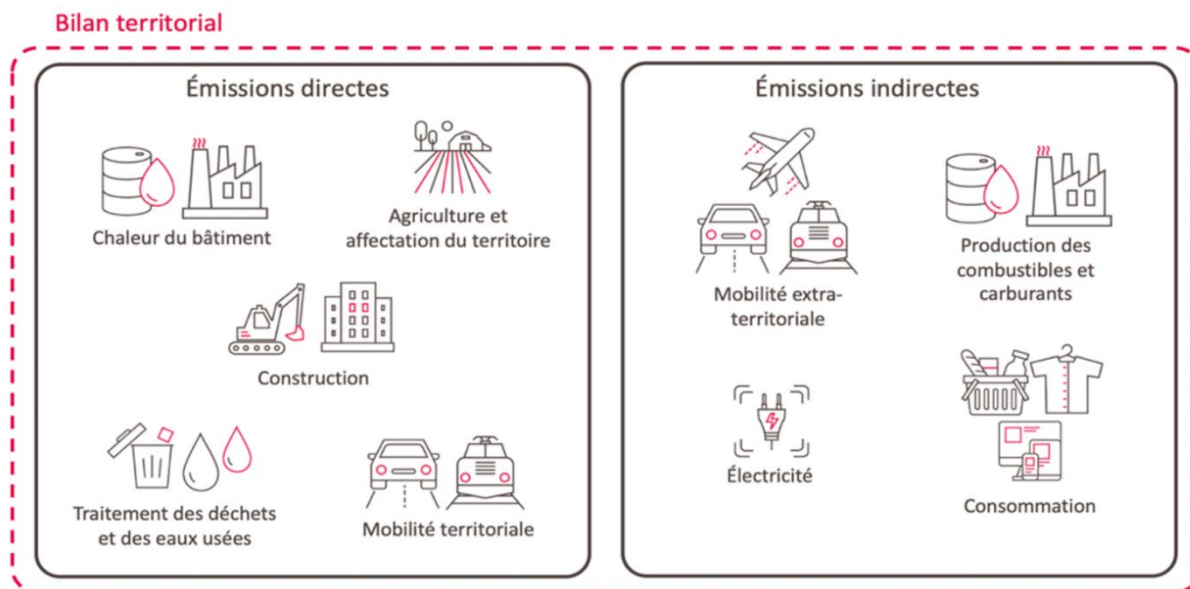 Bilan territorial
Émissions directes
Chaleur du bâtiment
Agriculture et
affectation du territoire
Construction
Traitement des déchets
et des eaux usées
Mobilité territoriale
Émissions indirectes
Mobilité extra-
territoriale
Production des
combustibles et
carburants
Électricité
Consommation